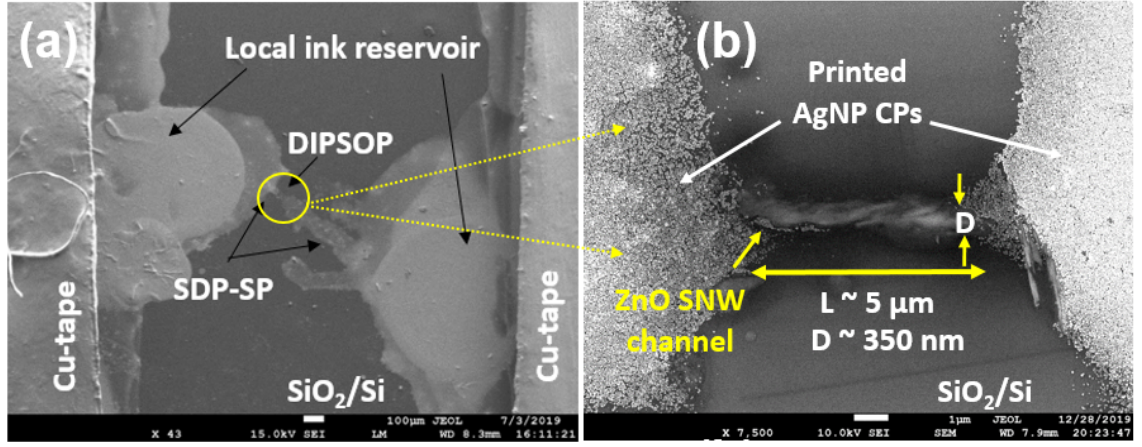 (a)
Local ink reservoir
DIPSOP
SDP-SP
Cu-tape
Cu-tape
SiO₂/Si
100µm JEOL 7/3/2019
X 43 15.0kV SEI LM WD 8.3mm 16:11:21
(b)
Printed
AgNP CPs
D
ZnO SNW
channel
L ~ 5 µm
D ~ 350 nm
SiO₂/Si
1µm JEOL 12/28/2019
X 7,500 10.0kV SEI SEM WD 7.9mm 20:23:47